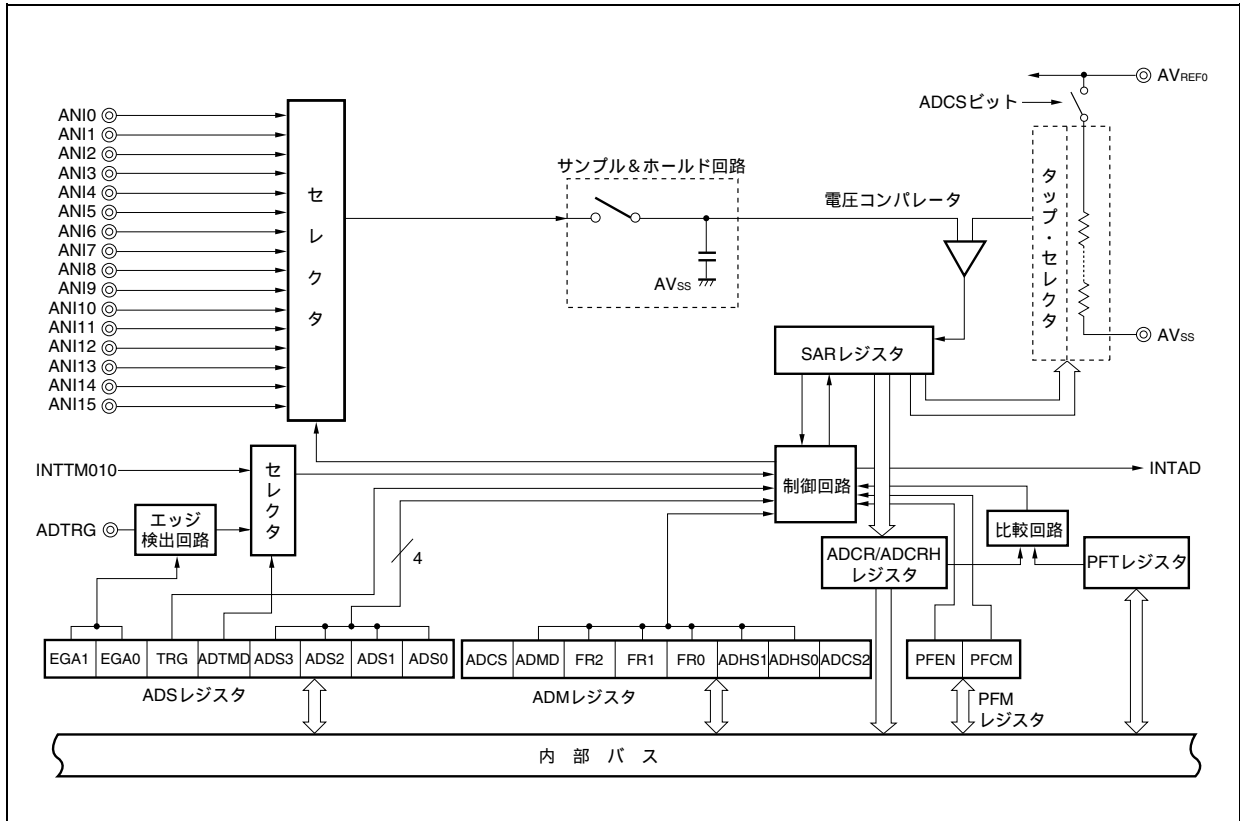 AVREF0
ADCSビット
ANI0
ANI1
ANI2
ANI3
ANI4
ANI5
ANI6
ANI7
ANI8
ANI9
ANI10
ANI11
ANI12
ANI13
ANI14
ANI15
セレクタ
サンプル&ホールド回路
AVSS
電圧コンパレータ
タップ・セレクタ
AVSS
SARレジスタ
INTTM010
セレクタ
制御回路
INTAD
ADTRG
エッジ
検出回路
4
比較回路
ADCR/ADCRH
レジスタ
PFTレジスタ
EGA1 EGA0 TRG ADTMD ADS3 ADS2 ADS1 ADS0
ADSレジスタ
ADCS ADMD FR2 FR1 FR0 ADHS1 ADHS0 ADCS2
ADMレジスタ
PFEN PFCM
PFM
レジスタ
内 部 バ ス